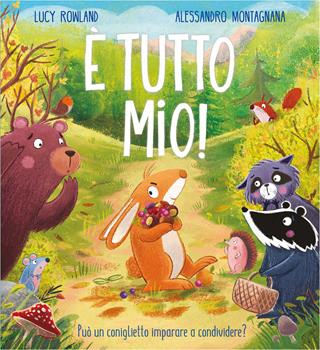 LUCY ROWLAND
ALESSANDRO MONTAGNANA
È TUTTO
MIO!
Può un coniglietto imparare a condividere?